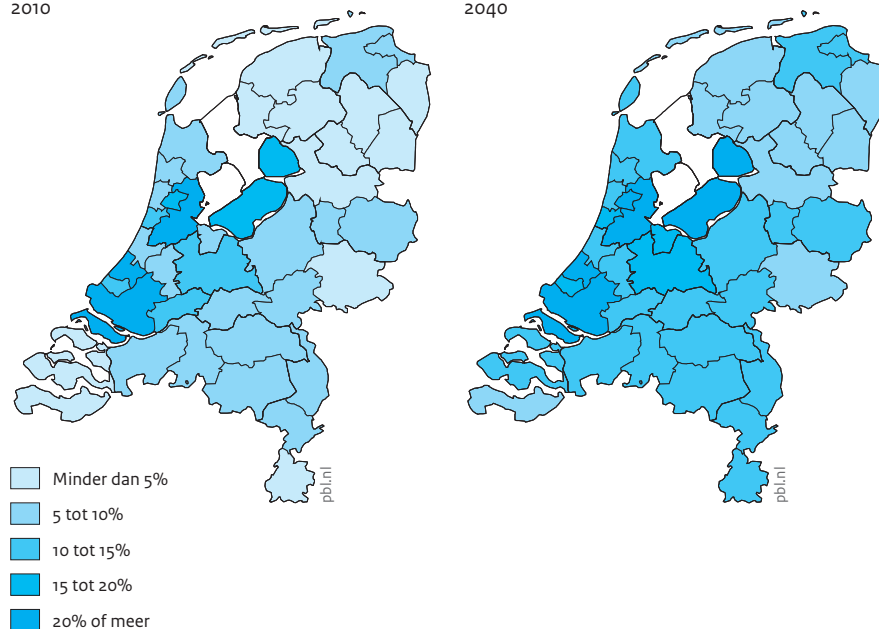 2010
2040
pbl.nl
pbl.nl
Minder dan 5%
5 tot 10%
10 tot 15%
15 tot 20%
20% of meer